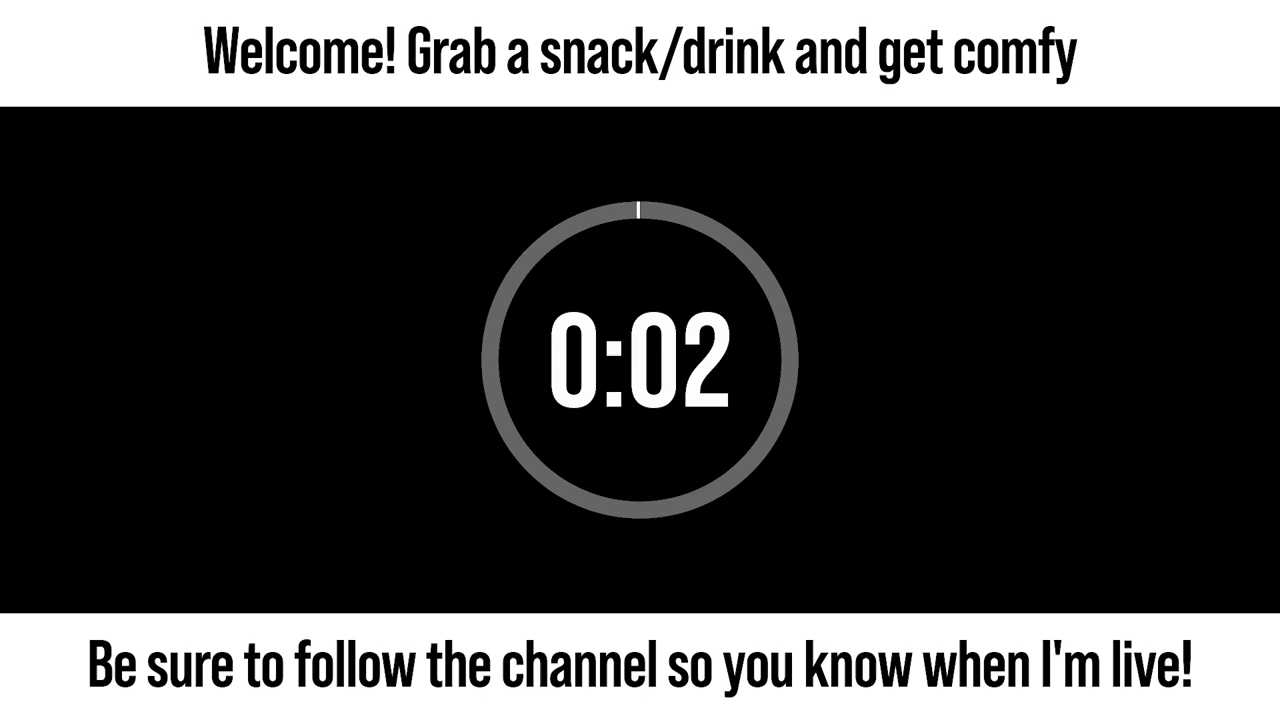 Welcome! Grab a snack/drink and get comfy
0:02
Be sure to follow the channel so you know when I'm live!